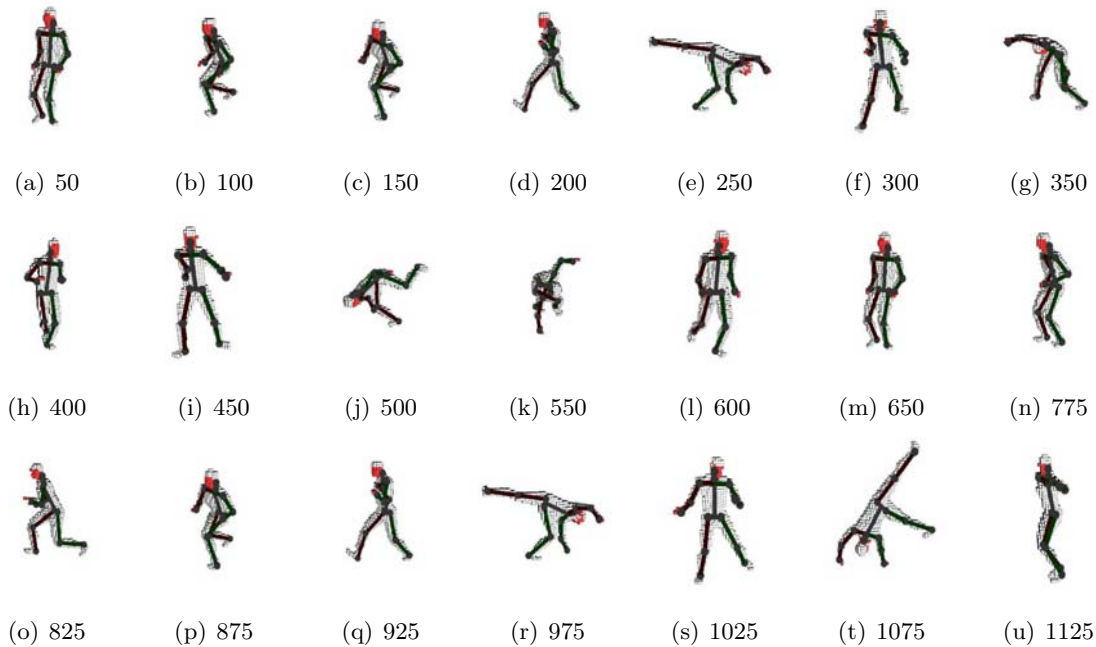 (a) 50 (b) 100 (c) 150 (d) 200 (e) 250 (f) 300 (g) 350
(h) 400 (i) 450 (j) 500 (k) 550 (l) 600 (m) 650 (n) 775
(o) 825 (p) 875 (q) 925 (r) 975 (s) 1025 (t) 1075 (u) 1125